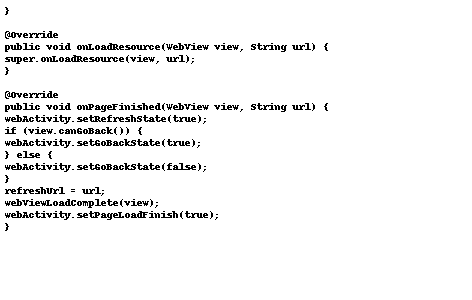 }
@Override
public void onLoadResource(WebView view, String url) {
super.onLoadResource(view, url);
}
@Override
public void onPageFinished(WebView view, String url) {
webActivity.setRefreshState(true);
if (view.canGoBack()) {
webActivity.setGoBackState(true);
} else {
webActivity.setGoBackState(false);
}
refreshUrl = url;
webViewLoadComplete(view);
webActivity.setPageLoadFinish(true);
}